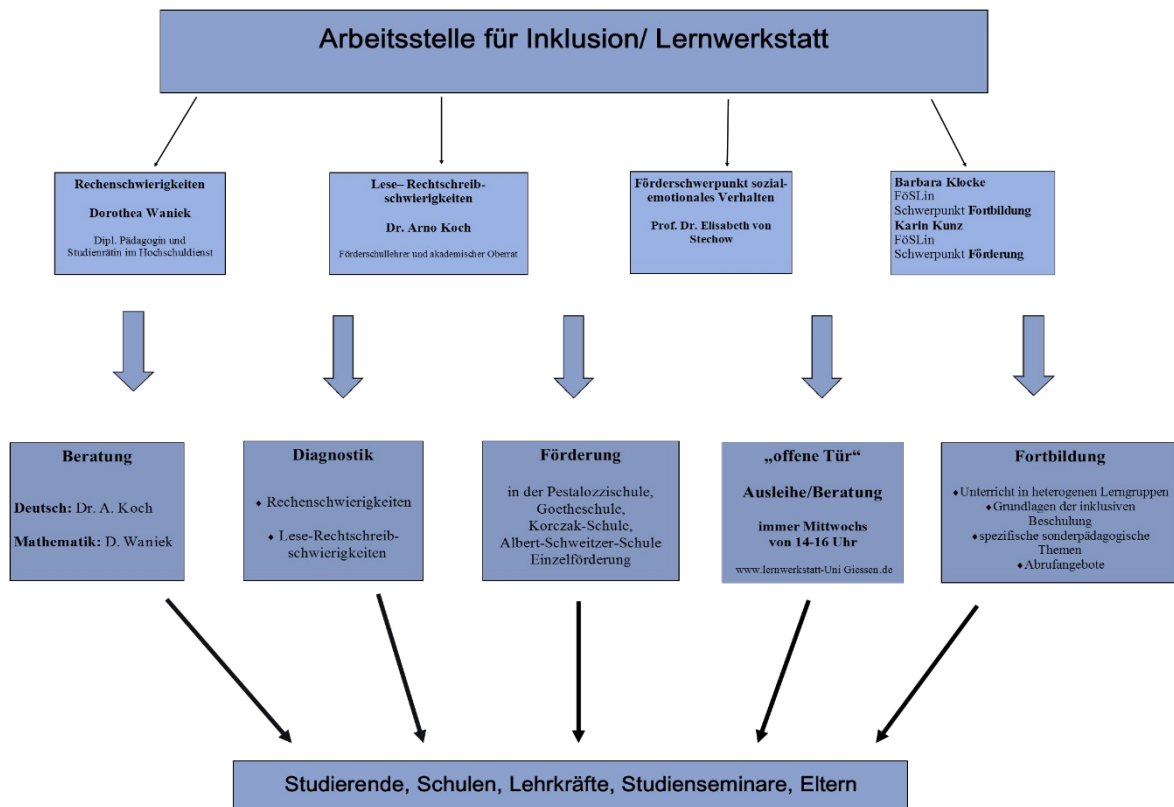 Arbeitsstelle für Inklusion/ Lernwerkstatt
Rechenschwierigkeiten
Dorothea Waniek
Dipl. Pädagogin und
Studienrätin im Hochschuldienst
Lese– Rechtschreib-
schwierigkeiten
Dr. Arno Koch
Förderschullehrer und akademischer Oberrat
Förderschwerpunkt sozial-
emotionales Verhalten
Prof. Dr. Elisabeth von
Stechow
Barbara Klocke
FöSLin
Schwerpunkt Fortbildung
Karin Kunz
FöSLin
Schwerpunkt Förderung
Beratung
Deutsch: Dr. A. Koch
Mathematik: D. Waniek
Diagnostik
♦ Rechenschwierigkeiten
♦ Lese-Rechtschreib-
schwierigkeiten
Förderung
in der Pestalozzischule,
Goetheschule,
Korczak-Schule,
Albert-Schweitzer-Schule
Einzelförderung
„offene Tür“
Ausleihe/Beratung
immer Mittwochs
von 14-16 Uhr
www.lernwerkstatt-Uni Giessen.de
Fortbildung
♦Unterricht in heterogenen Lerngruppen
♦Grundlagen der inklusiven
Beschulung
♦spezifische sonderpädagogische
Themen
♦Abrufangebote
Studierende, Schulen, Lehrkräfte, Studienseminare, Eltern